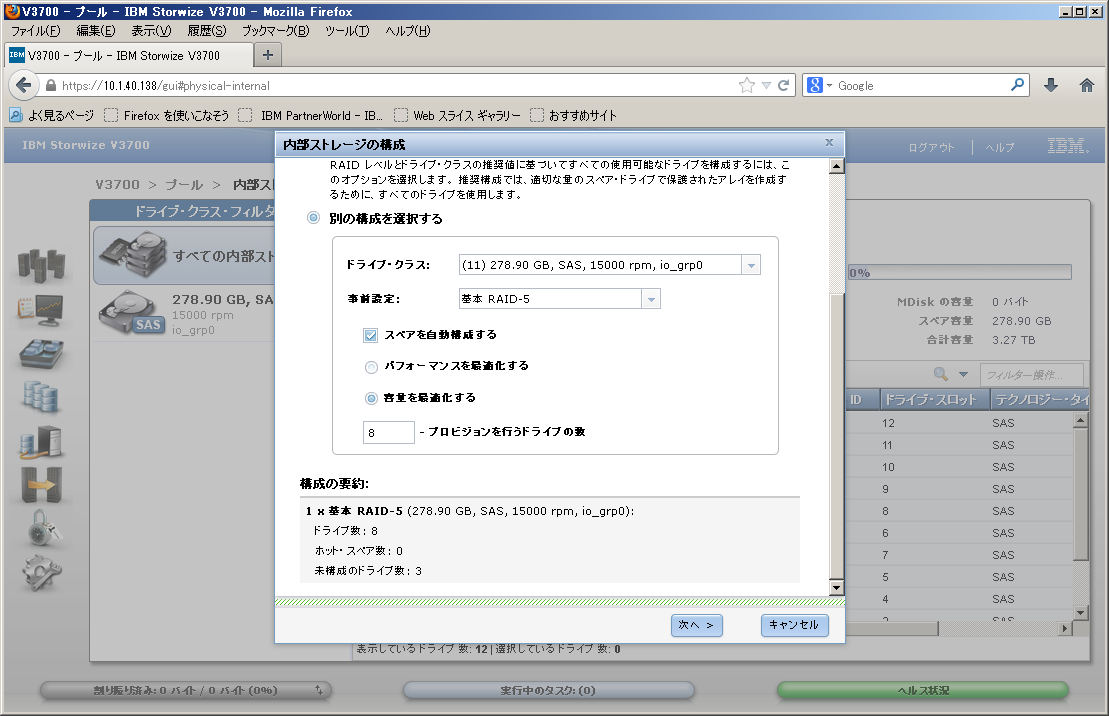 V3700 - プール - IBM Storwize V3700 - Mozilla Firefox
ファイル(F) 編集(E) 表示(V) 履歴(S) ブックマーク(B) ツール(T) ヘルプ(H)
IBM V3700 - プール - IBM Storwize V3700
https://10.1.40.138/gui#physical-internal
Google
よく見るページ Firefox を使いこなそう IBM PartnerWorld - IB... Web スライス ギャラリー おすすめサイト
IBM Storwize V3700
ログアウト ヘルプ IBM.
V3700 > プール > 内部ス
ドライブ・クラス・フィルタ
すべての内部スト
278.90 GB, SA
15000 rpm
io_grp0
SAS
内部ストレージの構成
RAID レベルとドライブ・クラスの推奨値に基づいてすべての使用可能なドライブを構成するには、こ
のオプションを選択します。 推奨構成では、適切な量のスペア・ドライブで保護されたアレイを作成す
るために、すべてのドライブを使用します。
別の構成を選択する
ドライブ・クラス: (11) 278.90 GB, SAS, 15000 rpm, io_grp0
事前設定: 基本 RAID-5
スペアを自動構成する
パフォーマンスを最適化する
容量を最適化する
8 - プロビジョンを行うドライブの数
構成の要約:
1 x 基本 RAID-5 (278.90 GB, SAS, 15000 rpm, io_grp0):
ドライブ数: 8
ホット・スペア数: 0
未構成のドライブ数: 3
次へ > キャンセル
0%
MDisk の容量 0 バイト
スペア容量 278.90 GB
合計容量 3.27 TB
フィルター操作...
ID ドライブ・スロット テクノロジー・タイ
12 SAS
11 SAS
10 SAS
9 SAS
8 SAS
6 SAS
7 SAS
5 SAS
4 SAS
表示しているドライブ 数: 12 | 選択しているドライブ 数: 0
割り振り済み: 0 バイト / 0 バイト (0%) 実行中のタスク: (0) ヘルス状況